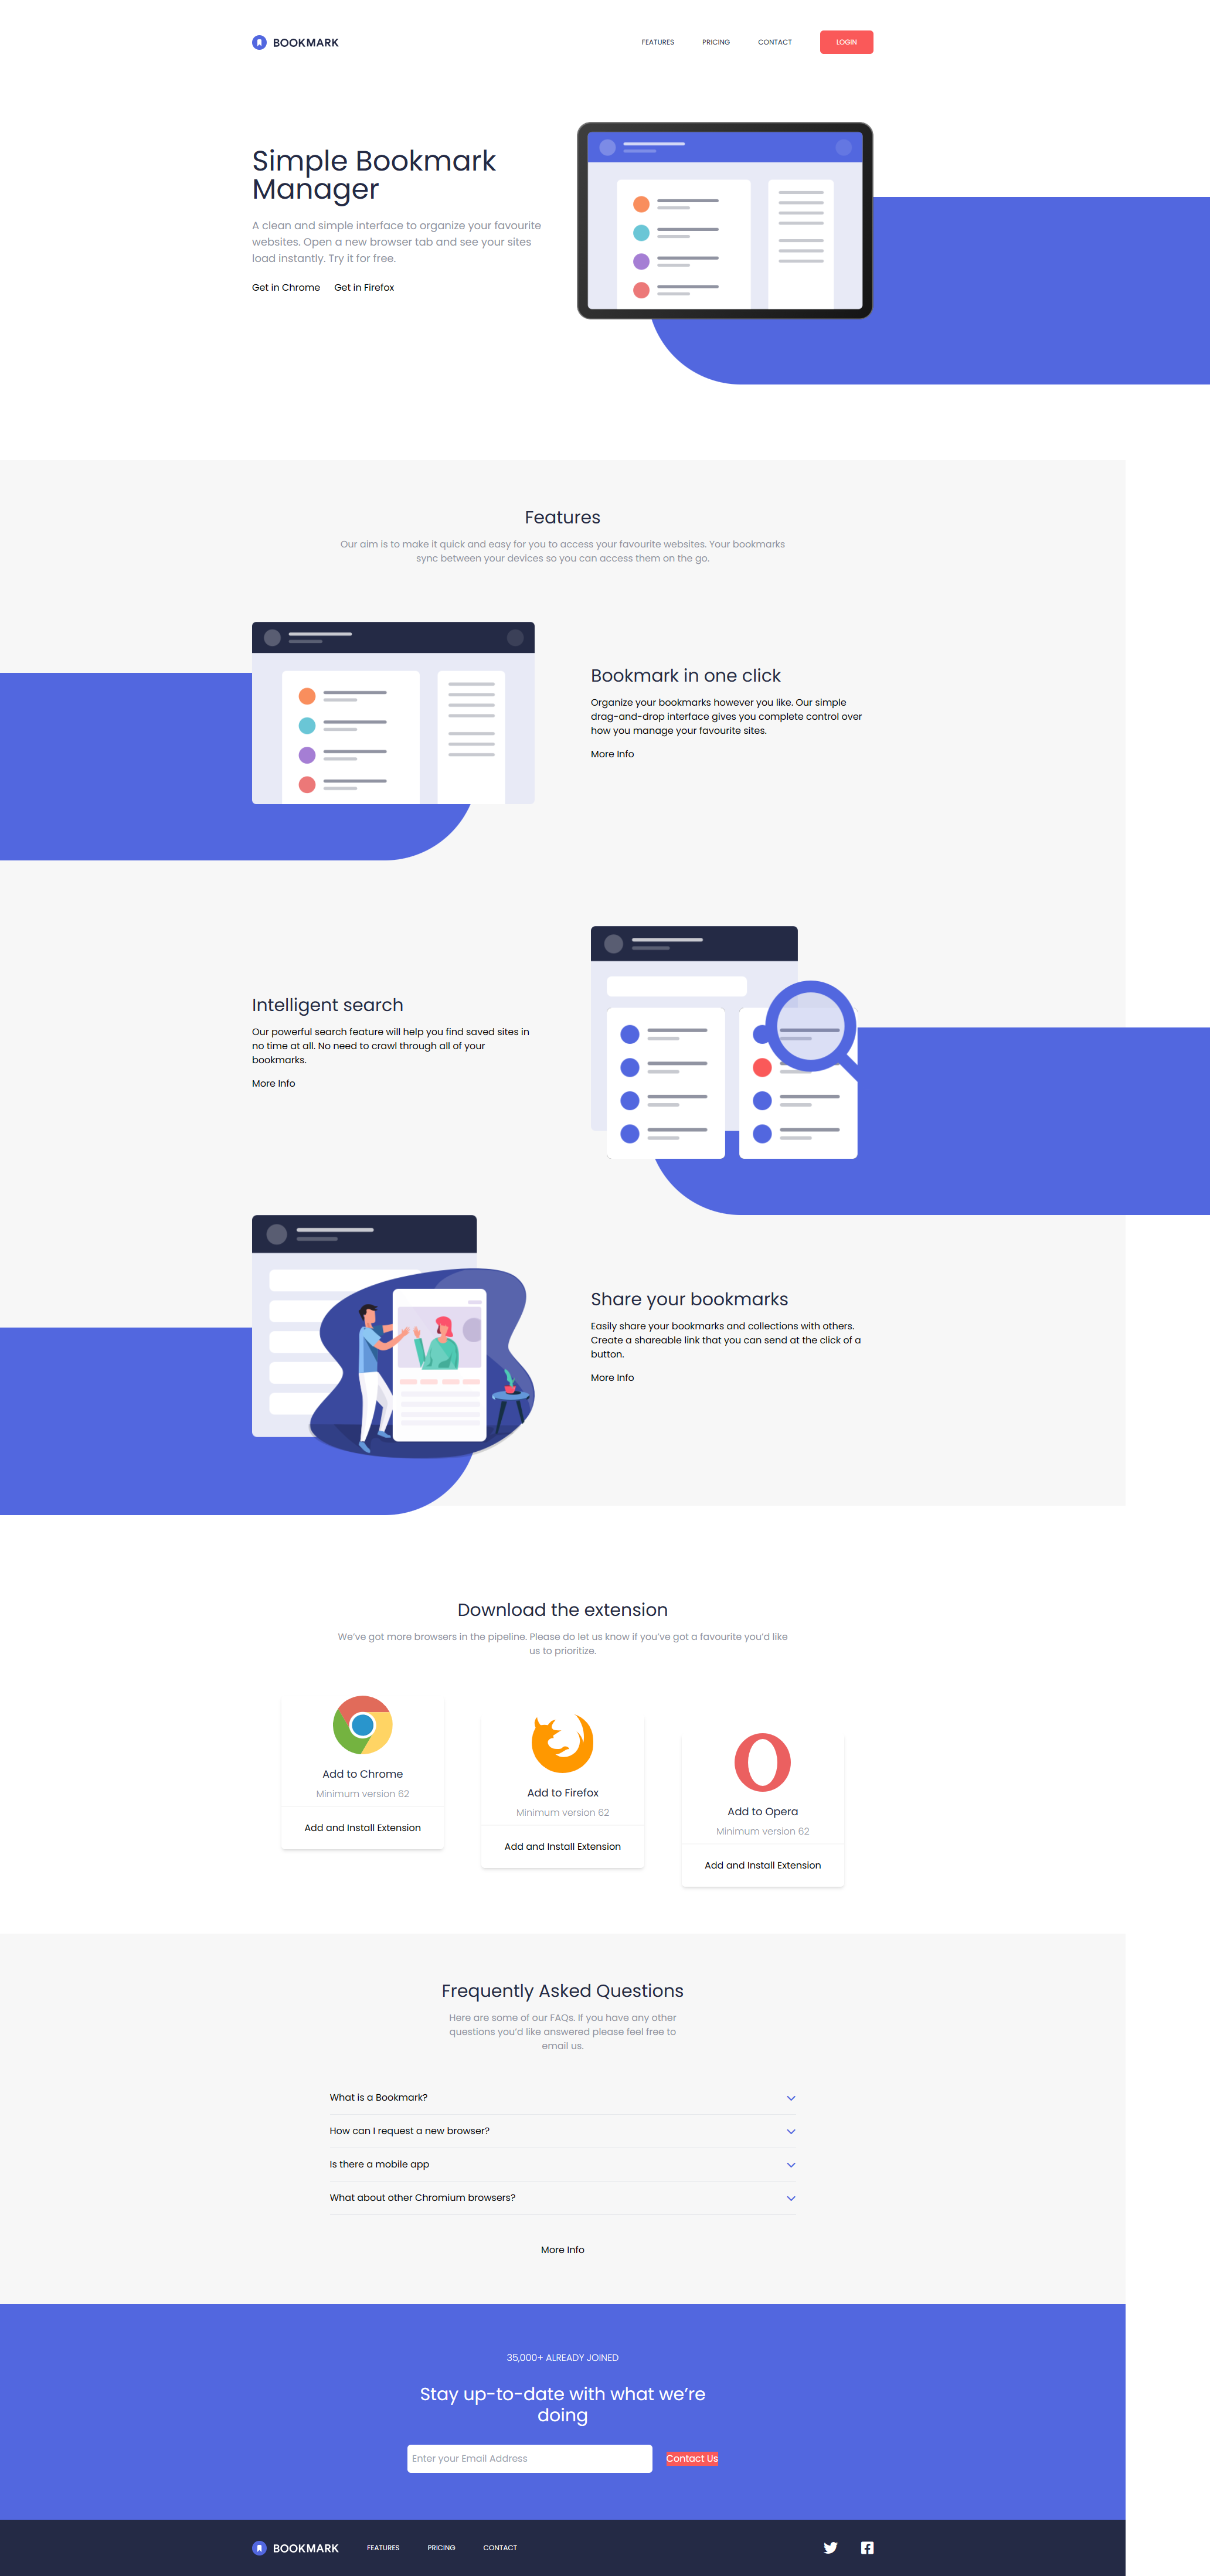 BOOKMARK
FEATURES
PRICING
CONTACT
LOGIN
Simple Bookmark
Manager
A clean and simple interface to organize your favourite
websites. Open a new browser tab and see your sites
load instantly. Try it for free.
Get in Chrome
Get in Firefox
Features
Our aim is to make it quick and easy for you to access your favourite websites. Your bookmarks
sync between your devices so you can access them on the go.
Bookmark in one click
Organize your bookmarks however you like. Our simple
drag-and-drop interface gives you complete control over
how you manage your favourite sites.
More Info
Intelligent search
Our powerful search feature will help you find saved sites in
no time at all. No need to crawl through all of your
bookmarks.
More Info
Share your bookmarks
Easily share your bookmarks and collections with others.
Create a shareable link that you can send at the click of a
button.
More Info
Download the extension
We've got more browsers in the pipeline. Please do let us know if you've got a favourite you'd like
us to prioritize.
Add to Chrome
Minimum version 62
Add and Install Extension
Add to Firefox
Minimum version 62
Add and Install Extension
Add to Opera
Minimum version 62
Add and Install Extension
Frequently Asked Questions
Here are some of our FAQs. If you have any other
questions you'd like answered please feel free to
email us.
What is a Bookmark?
How can I request a new browser?
Is there a mobile app
What about other Chromium browsers?
More Info
35,000+ ALREADY JOINED
Stay up-to-date with what we're
doing
Enter your Email Address
Contact Us
BOOKMARK
FEATURES
PRICING
CONTACT